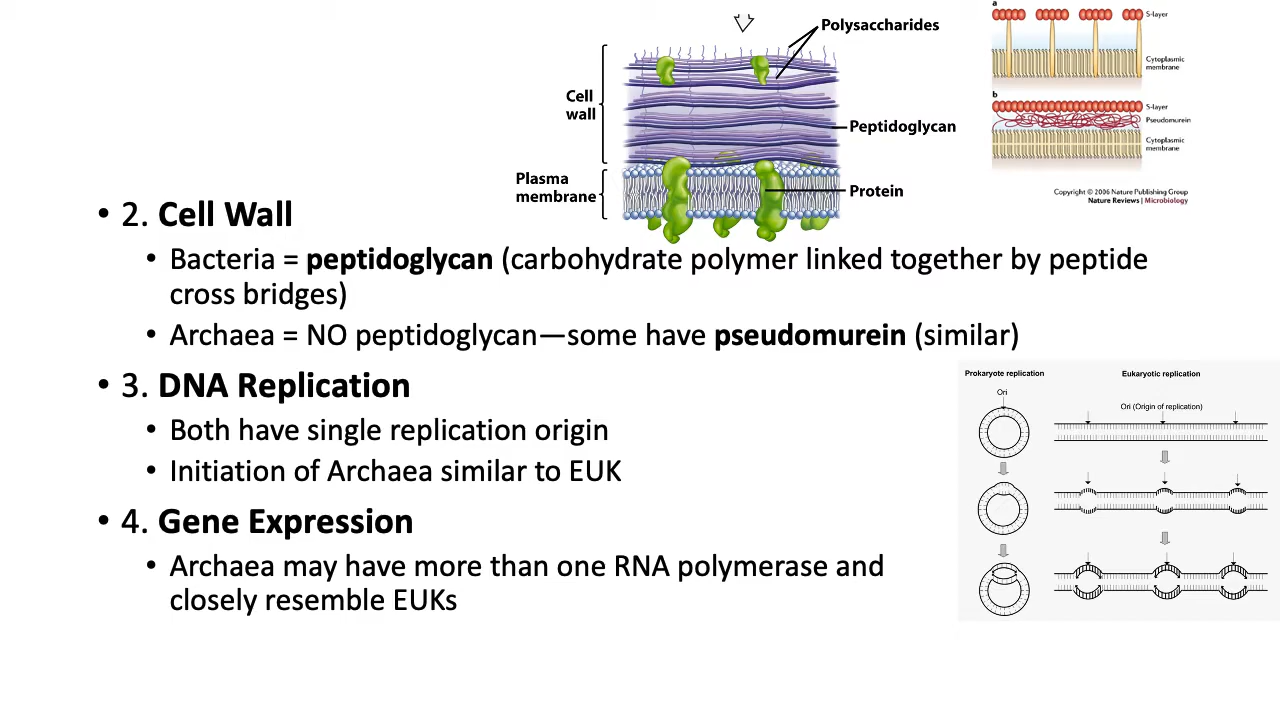 Polysaccharides
Cell
wall
Peptidoglycan
Plasma
membrane
Protein
a
S-layer
Cytoplasmic
membrane
b
S-layer
Pseudomurein
Cytoplasmic
membrane
Copyright © 2006 Nature Publishing Group
Nature Reviews | Microbiology
• 2. Cell Wall
• Bacteria = peptidoglycan (carbohydrate polymer linked together by peptide
cross bridges)
• Archaea = NO peptidoglycan—some have pseudomurein (similar)
• 3. DNA Replication
• Both have single replication origin
• Initiation of Archaea similar to EUK
• 4. Gene Expression
• Archaea may have more than one RNA polymerase and
closely resemble EUKs
Prokaryote replication
Eukaryotic replication
Ori
Ori (Origin of replication)